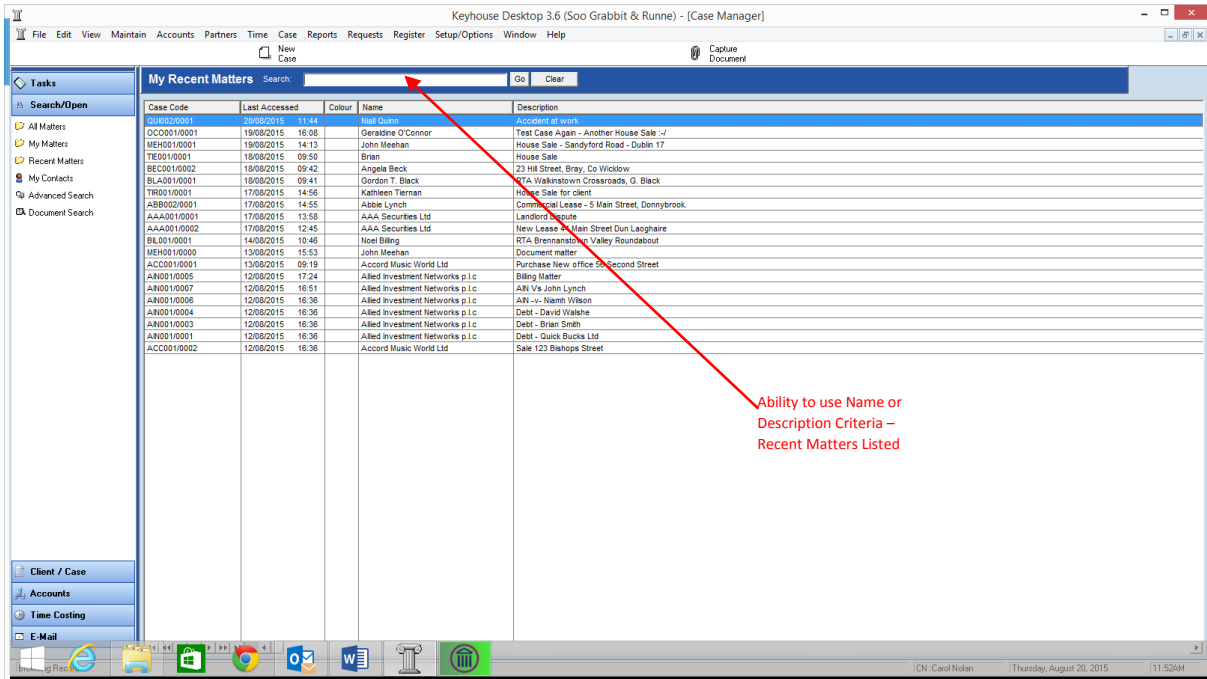 Keyhouse Desktop 3.6 (Soo Grabbit & Runne) - [Case Manager]
File Edit View Maintain Accounts Partners Time Case Reports Requests Register Setup/Options Window Help
New Case
Capture Document
Tasks
Search/Open
All Matters
My Matters
Recent Matters
My Contacts
Advanced Search
Document Search
My Recent Matters Search: Go Clear
Case Code Last Accessed Colour Name Description
QUI002/0001 20/08/2015 11:44 Niall Quinn Accident at work
OCO001/0001 19/08/2015 16:08 Geraldine O'Connor Test Case Again - Another House Sale :-/
MEH001/0001 19/08/2015 14:13 John Meehan House Sale - Sandyford Road - Dublin 17
TIE001/0001 18/08/2015 09:50 Brian House Sale
BEC001/0002 18/08/2015 09:42 Angela Beck 23 Hill Street, Bray, Co Wicklow
BLA001/0001 18/08/2015 09:41 Gordon T. Black RTA Walkinstown Crossroads, G. Black
TIR001/0001 17/08/2015 14:56 Kathleen Tiernan House Sale for client
ABB002/0001 17/08/2015 14:55 Abbie Lynch Commercial Lease - 5 Main Street, Donnybrook.
AAA001/0001 17/08/2015 13:58 AAA Securities Ltd Landlord Dispute
AAA001/0002 17/08/2015 12:45 AAA Securities Ltd New Lease 44 Main Street Dun Laoghaire
BIL001/0001 14/08/2015 10:46 Noel Billing RTA Brennanstown Valley Roundabout
MEH001/0000 13/08/2015 15:53 John Meehan Document matter
ACC001/0001 13/08/2015 09:19 Accord Music World Ltd Purchase New office 56 Second Street
AIN001/0005 12/08/2015 17:24 Allied Investment Networks p.l.c Billing Matter
AIN001/0007 12/08/2015 16:51 Allied Investment Networks p.l.c AIN Vs John Lynch
AIN001/0006 12/08/2015 16:36 Allied Investment Networks p.l.c AIN -v- Niamh Wilson
AIN001/0004 12/08/2015 16:36 Allied Investment Networks p.l.c Debt - David Walshe
AIN001/0003 12/08/2015 16:36 Allied Investment Networks p.l.c Debt - Brian Smith
AIN001/0001 12/08/2015 16:36 Allied Investment Networks p.l.c Debt - Quick Bucks Ltd
ACC001/0002 12/08/2015 16:36 Accord Music World Ltd Sale 123 Bishops Street
Ability to use Name or
Description Criteria –
Recent Matters Listed
Client / Case
Accounts
Time Costing
E-Mail
CN :Carol Nolan Thursday, August 20, 2015 11:52AM